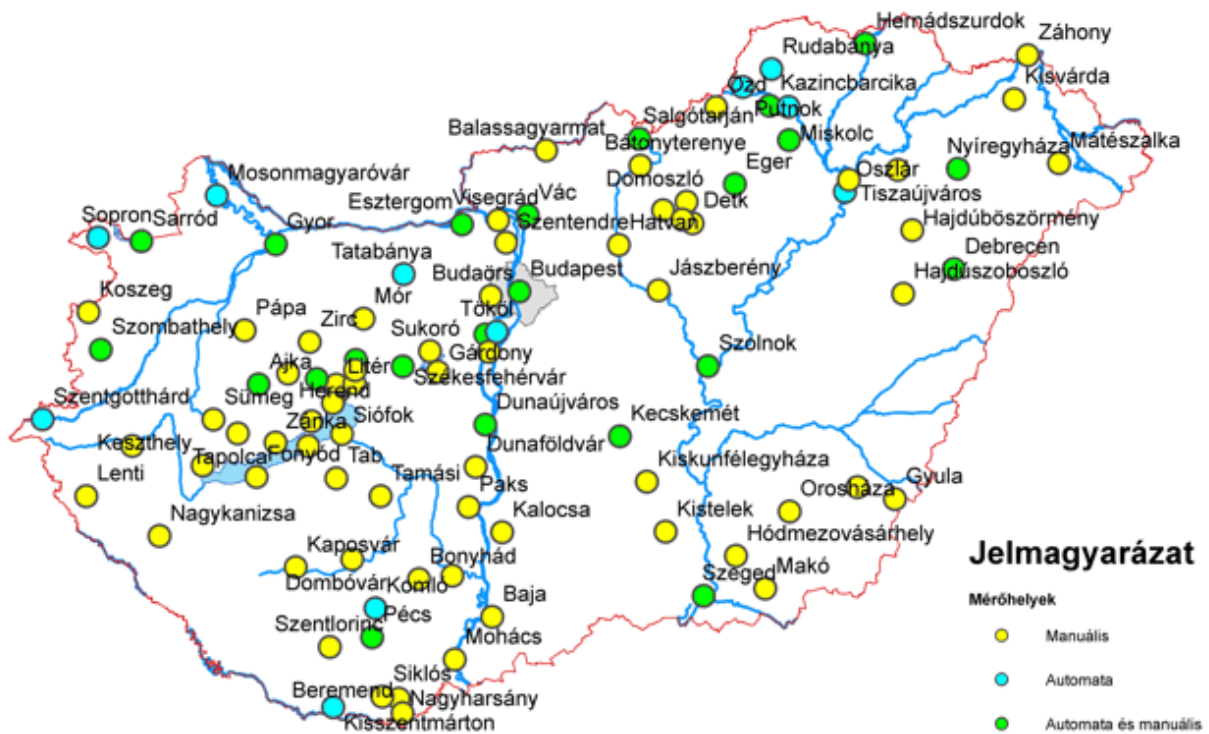 Hernádszurdok
Záhony
Rudabánya
Ózd
Kazincbarcika
Kisvárda
Salgótarján
Putnok
Balassagyarmat
Miskolc
Bátonyterenye
Nyíregyháza
Mátészalka
Eger
Oszlár
Mosonmagyaróvár
Domoszló
Detk
Tiszaújváros
Esztergom
Visegrád
Vác
Sopron
Sarród
Gyor
Szentendre
Hatvan
Hajdúböszörmény
Tatabánya
Debrecen
Budaörs
Budapest
Jászberény
Hajdúszoboszló
Koszeg
Mór
Pápa
Zirc
Tököl
Szombathely
Sukoró
Gárdony
Szolnok
Ajka
Litér
Székesfehérvár
Szentgotthárd
Sümeg
Herend
Siófok
Dunaújváros
Kecskemét
Zánka
Keszthely
Tapolca
Fonyód
Tab
Dunaföldvár
Lenti
Tamási
Kiskunfélegyháza
Paks
Gyula
Orosháza
Nagykanizsa
Kalocsa
Kistelek
Hódmezovásárhely
Kaposvár
Bonyhád
Dombóvár
Komló
Szeged
Makó
Pécs
Baja
Szentlorinc
Mohács
Siklós
Beremend
Nagyharsány
Kisszentmárton
Jelmagyarázat
Mérőhelyek
Manuális
Automata
Automata és manuális